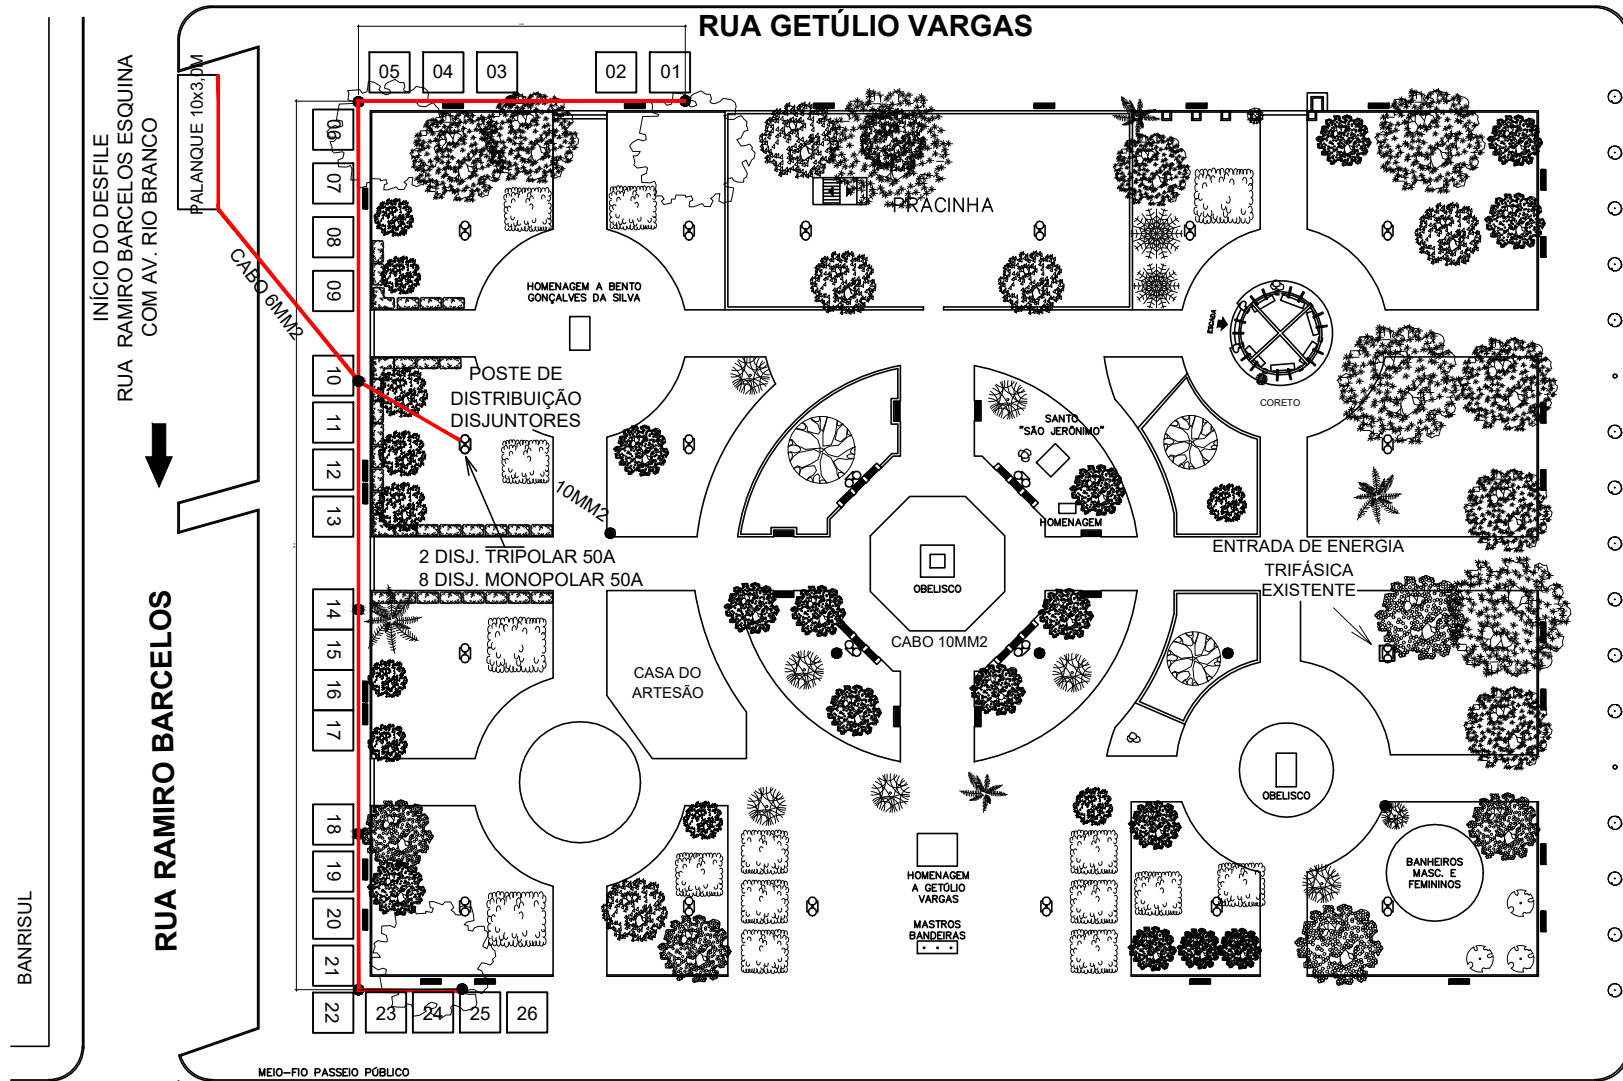 RUA GETÚLIO VARGAS
05
04
03
02
01
INÍCIO DO DESFILE
RUA RAMIRO BARCELOS ESQUINA
COM AV. RIO BRANCO
PALANQUE 10x3,0M
06
07
08
09
PRACINHA
CABO 6MM2
HOMENAGEM A BENTO
GONÇALVES DA SILVA
ESCADA
CORETO
10
11
12
13
POSTE DE
DISTRIBUIÇÃO
DISJUNTORES
SANTO
"SÃO JERÔNIMO"
10MM2
HOMENAGEM
2 DISJ. TRIPOLAR 50A
8 DISJ. MONOPOLAR 50A
ENTRADA DE ENERGIA
TRIFÁSICA
EXISTENTE
OBELISCO
CABO 10MM2
14
15
16
17
CASA DO
ARTESÃO
RUA RAMIRO BARCELOS
OBELISCO
18
19
20
21
22
HOMENAGEM
A GETÚLIO
VARGAS
MASTROS
BANDEIRAS
BANHEIROS
MASC. E
FEMININOS
BANRISUL
23
24
25
26
MEIO-FIO PASSEIO PÚBLICO